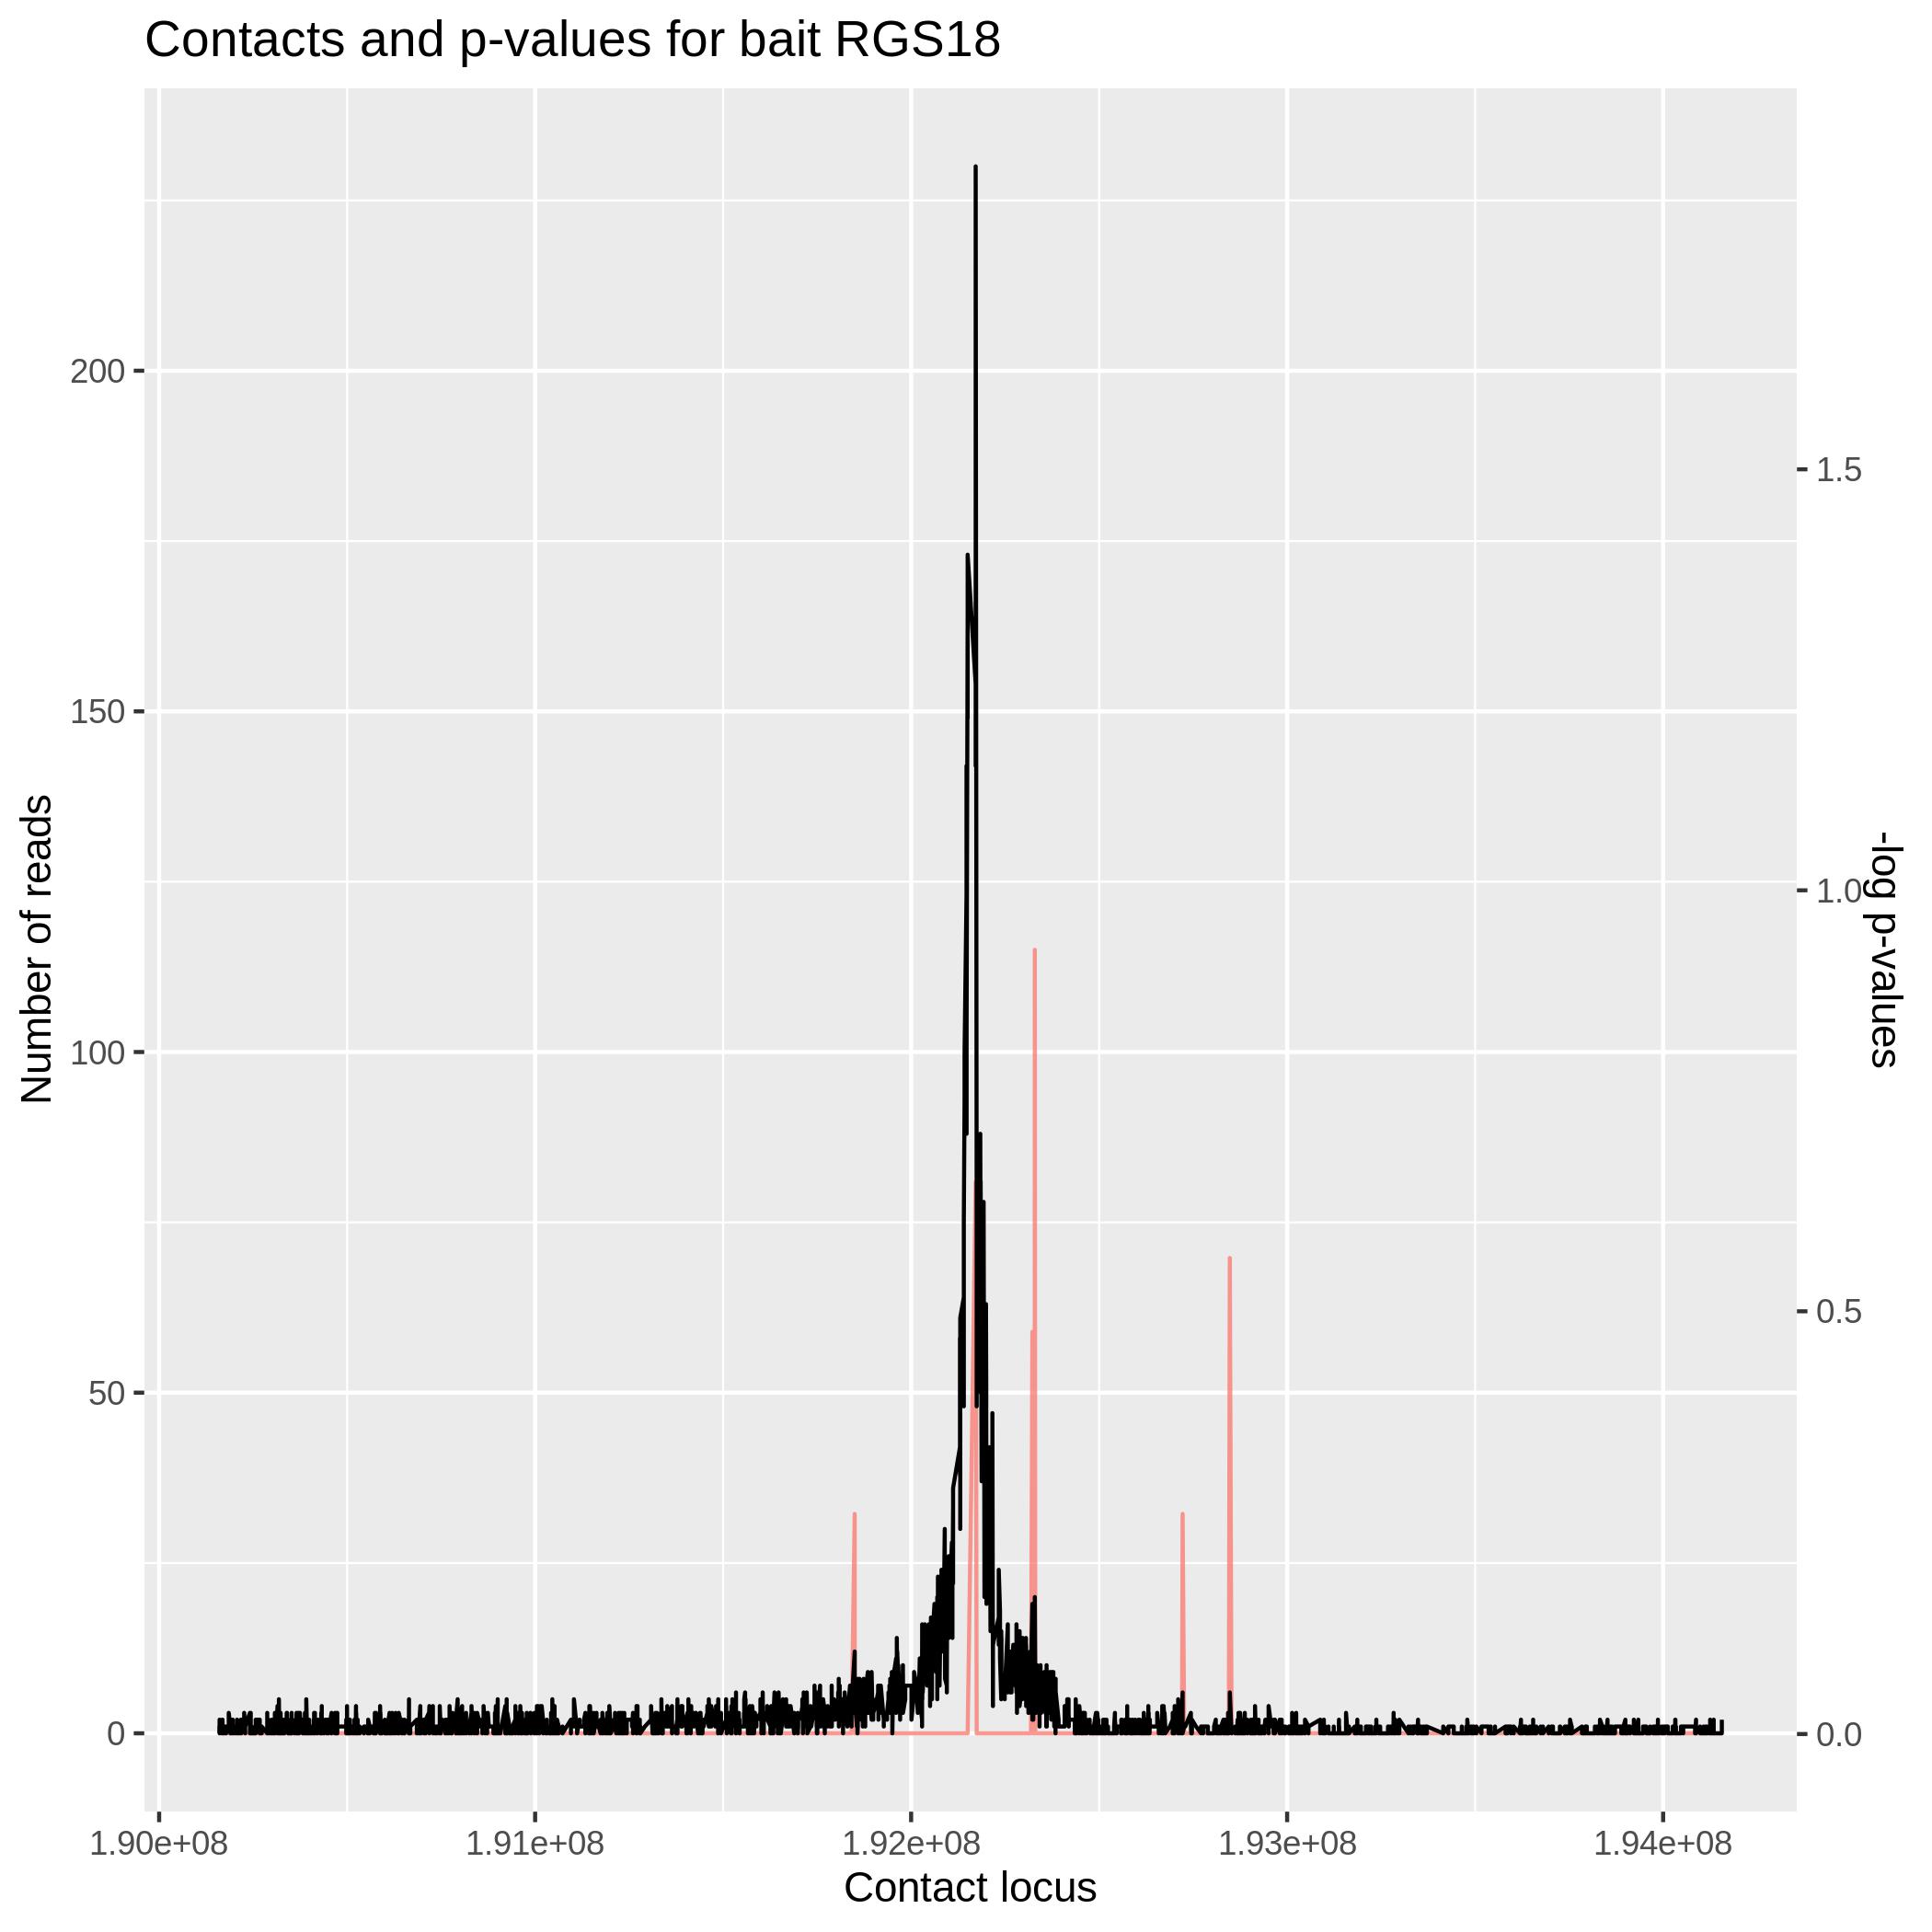 Contacts and p-values for bait RGS18
Number of reads
200
150
100
50
0
1.5
1.0
0.5
0.0
-log p-values
1.90e+08
1.91e+08
1.92e+08
1.93e+08
1.94e+08
Contact locus